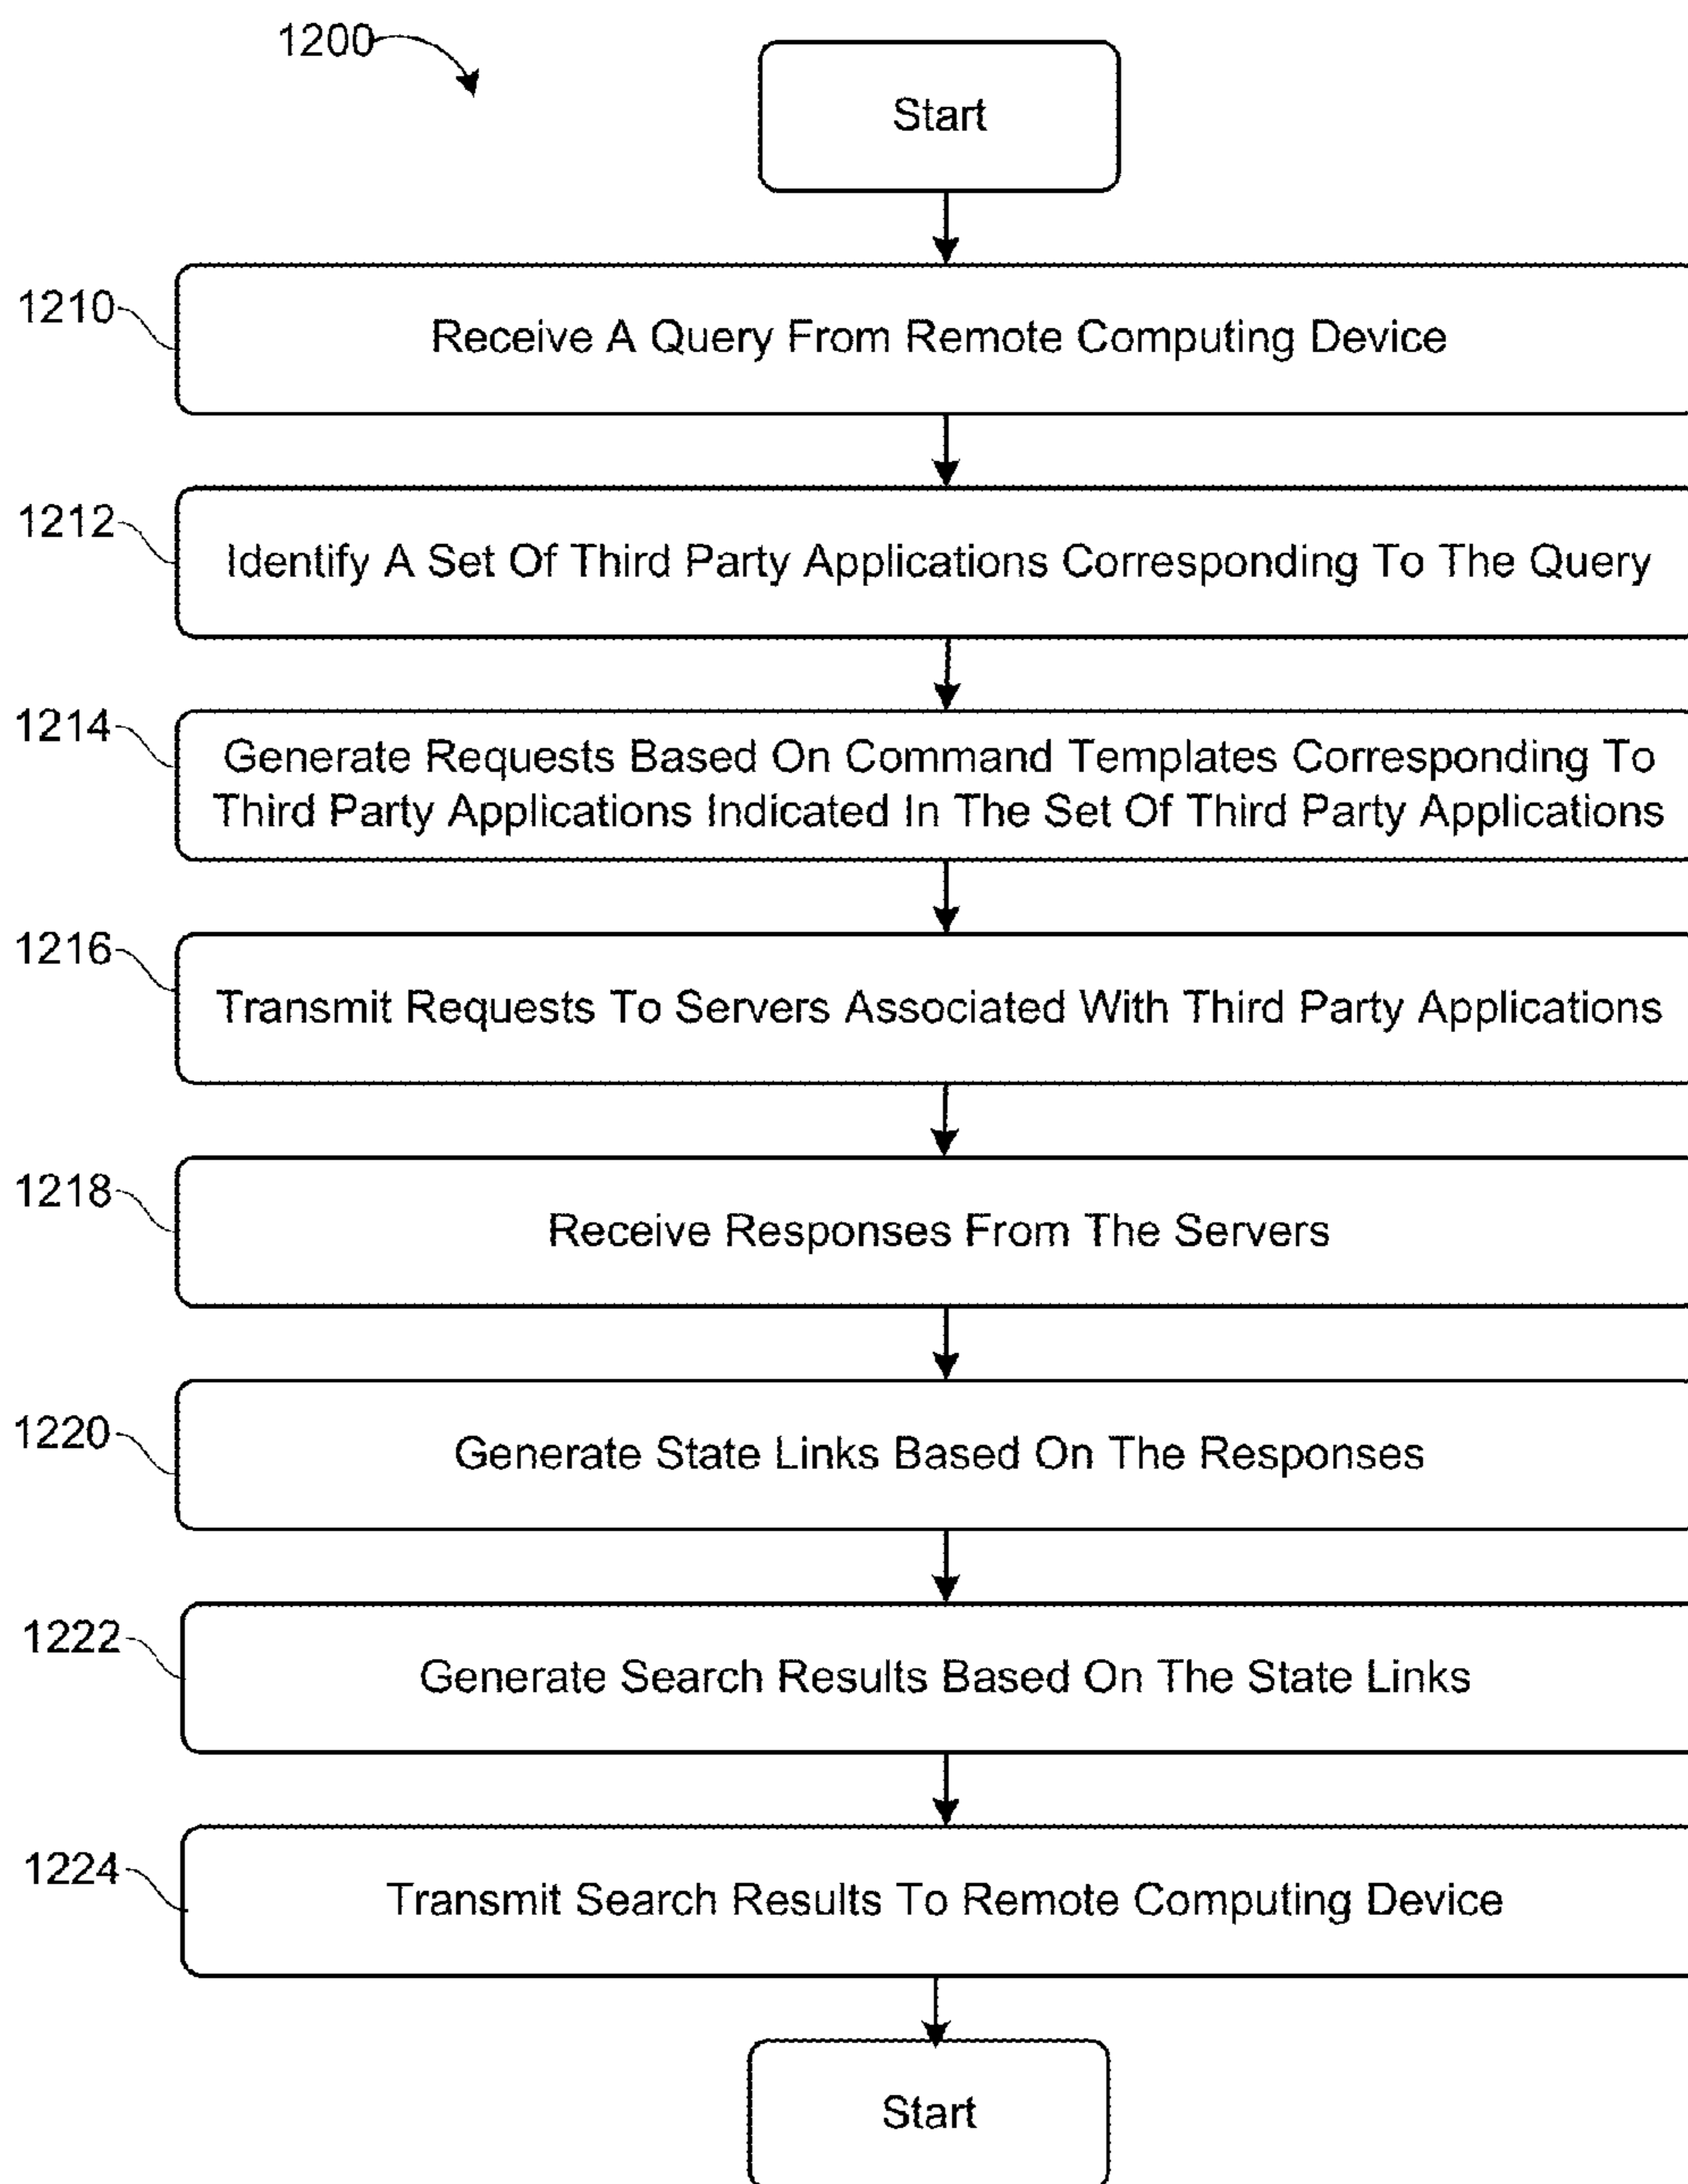 1200
Start
1210
Receive A Query From Remote Computing Device
1212
Identify A Set Of Third Party Applications Corresponding To The Query
1214
Generate Requests Based On Command Templates Corresponding To
Third Party Applications Indicated In The Set Of Third Party Applications
1216
Transmit Requests To Servers Associated With Third Party Applications
1218
Receive Responses From The Servers
1220
Generate State Links Based On The Responses
1222
Generate Search Results Based On The State Links
1224
Transmit Search Results To Remote Computing Device
Start